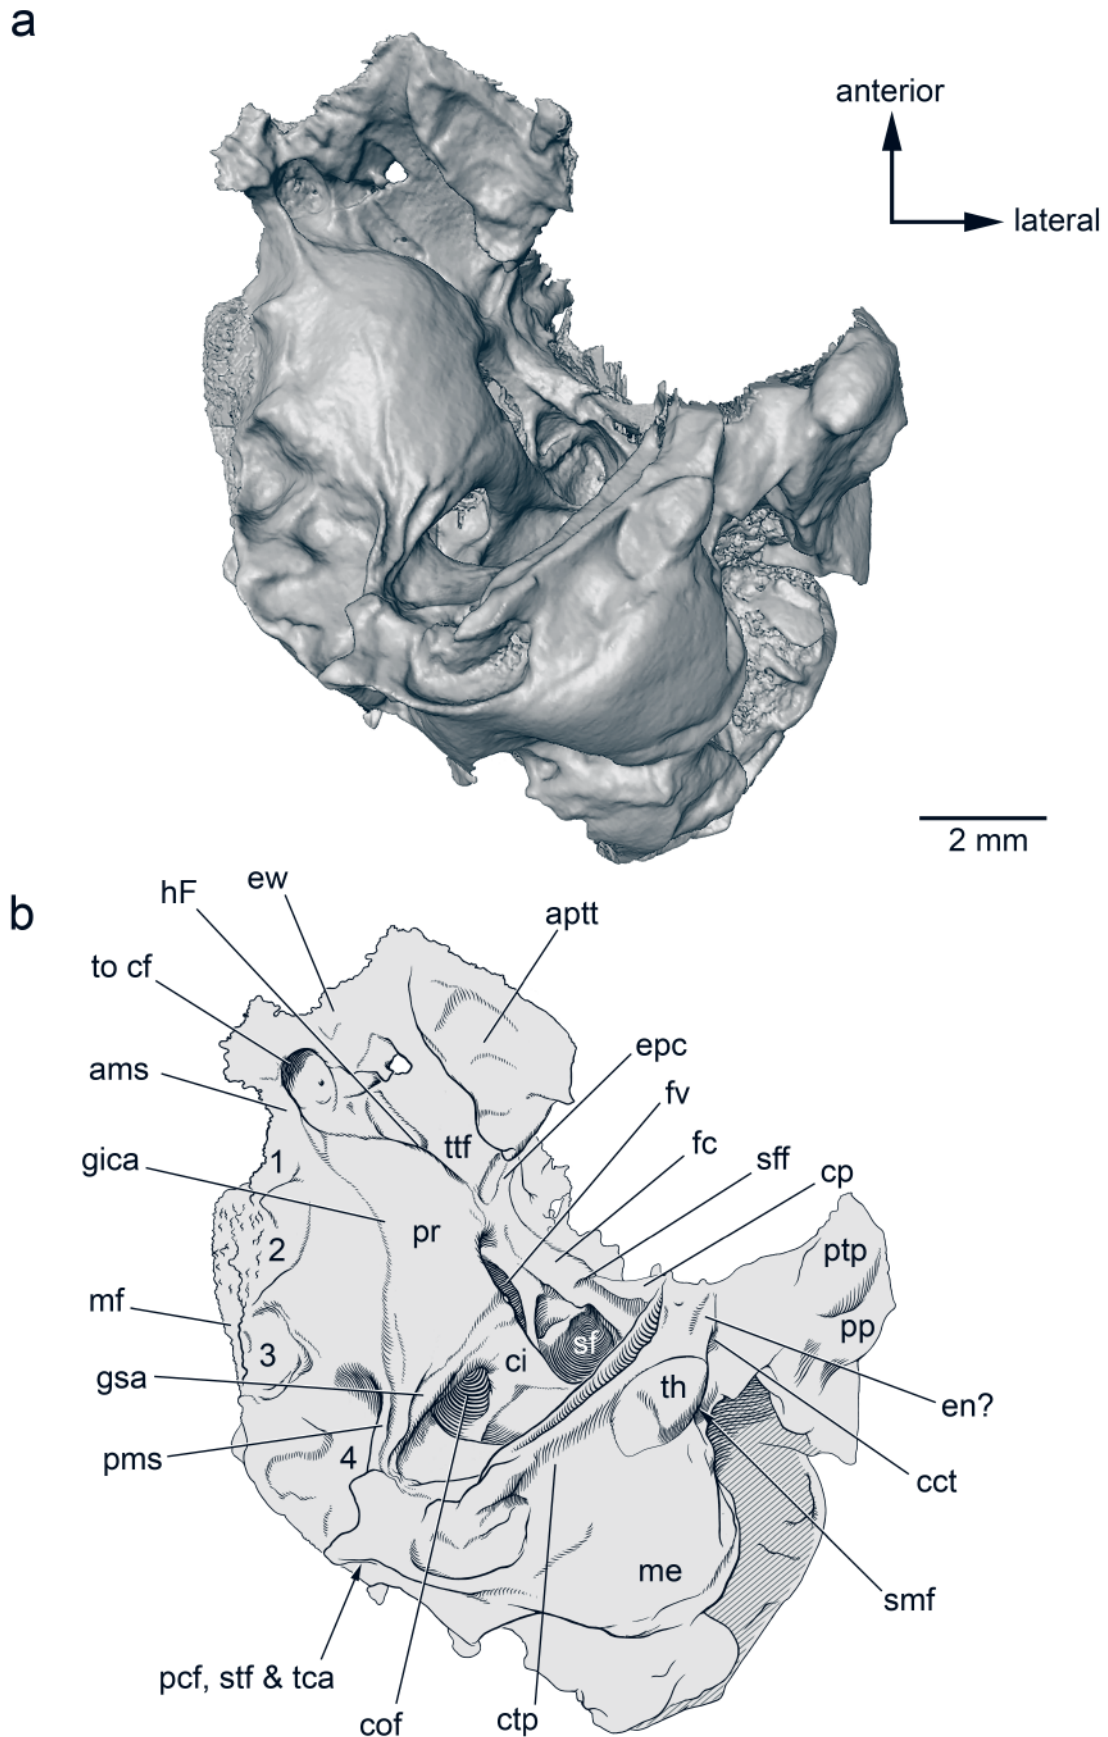 a
anterior
lateral
2 mm
b
hF
ew
aptt
to cf
epc
ams
fv
ttf
fc
gica
1
sff
pr
cp
2
ptp
mf
pp
3
sf
ci
gsa
th
en?
pms
4
cct
me
smf
pcf, stf & tca
cof
ctp